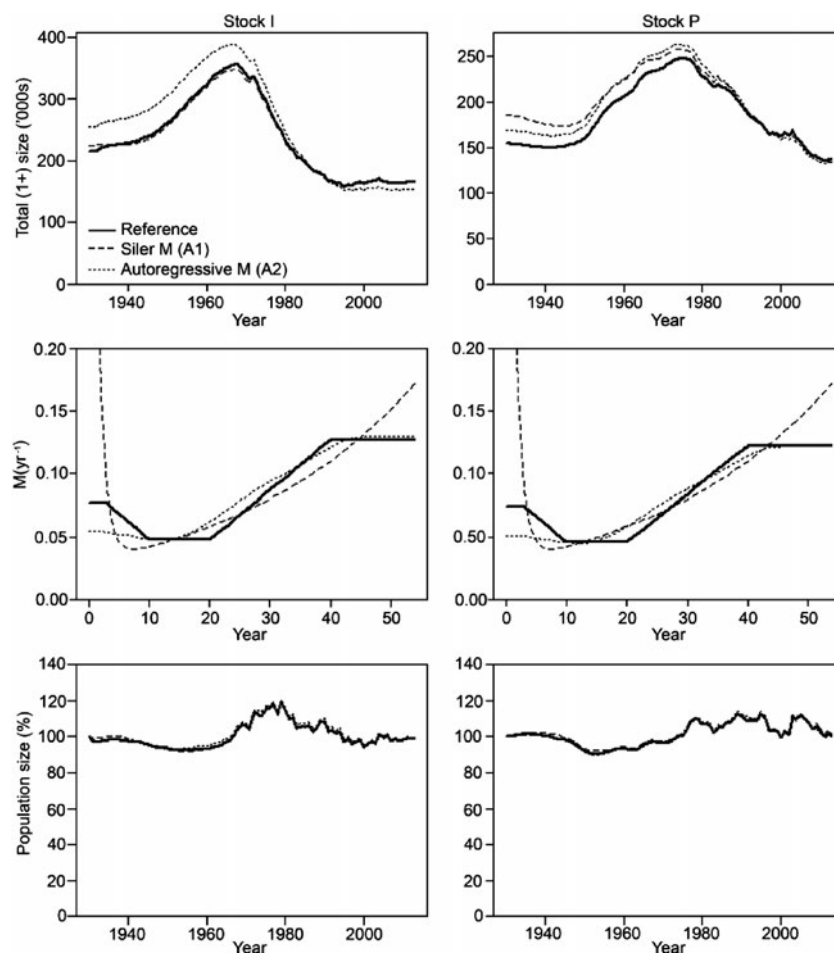 Stock I
Stock P
Total (1+) size ('000s)
400
300
200
100
0
Reference
Siler M (A1)
Autoregressive M (A2)
1940 1960 1980 2000
Year
250
200
150
100
50
0
1940 1960 1980 2000
Year
M(yr⁻¹)
0.20
0.15
0.10
0.05
0.00
0 10 20 30 40 50
Year
0.20
0.15
0.10
0.50
0.00
0 10 20 30 40 50
Year
Population size (%)
140
120
100
80
60
40
20
0
1940 1960 1980 2000
Year
140
120
100
80
60
40
20
0
1940 1960 1980 2000
Year